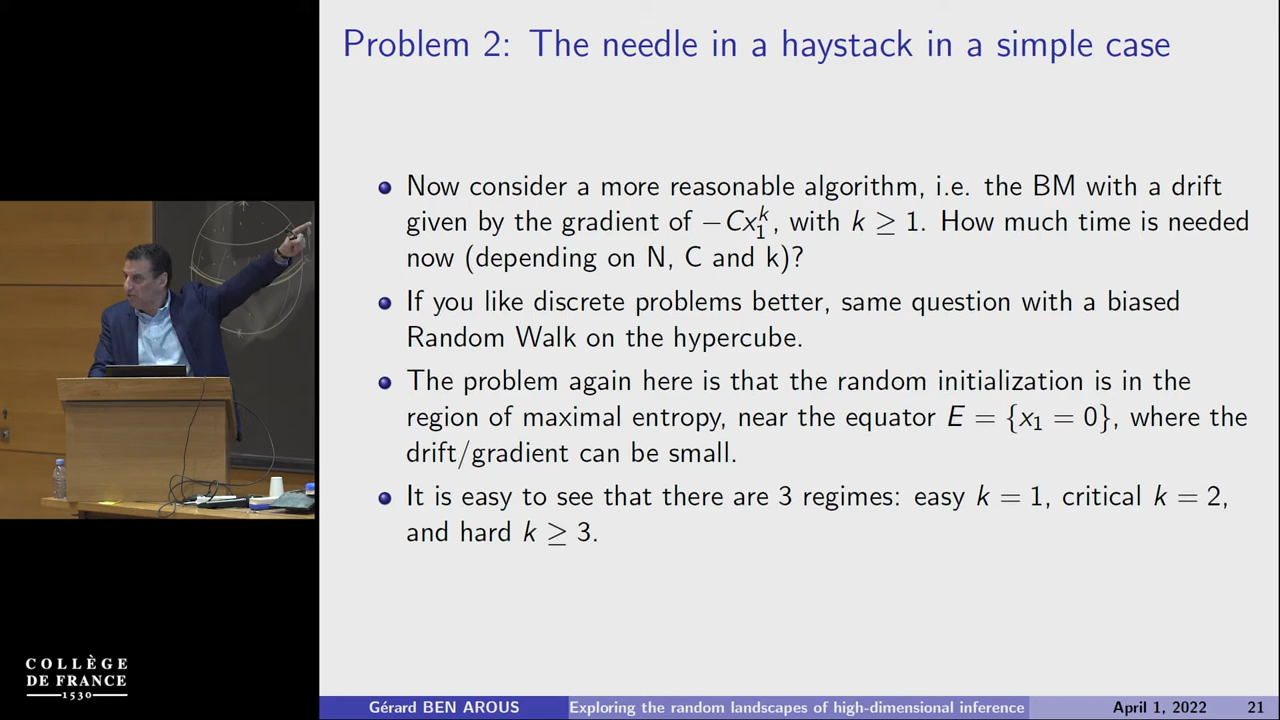 Problem 2: The needle in a haystack in a simple case
Now consider a more reasonable algorithm, i.e. the BM with a drift
given by the gradient of −Cx₁ᵏ, with k ≥ 1. How much time is needed
now (depending on N, C and k)?
If you like discrete problems better, same question with a biased
Random Walk on the hypercube.
The problem again here is that the random initialization is in the
region of maximal entropy, near the equator E = {x₁ = 0}, where the
drift/gradient can be small.
It is easy to see that there are 3 regimes: easy k = 1, critical k = 2,
and hard k ≥ 3.
COLLÈGE
DE FRANCE
1530
Gérard BEN AROUS Exploring the random landscapes of high-dimensional inference April 1, 2022 21